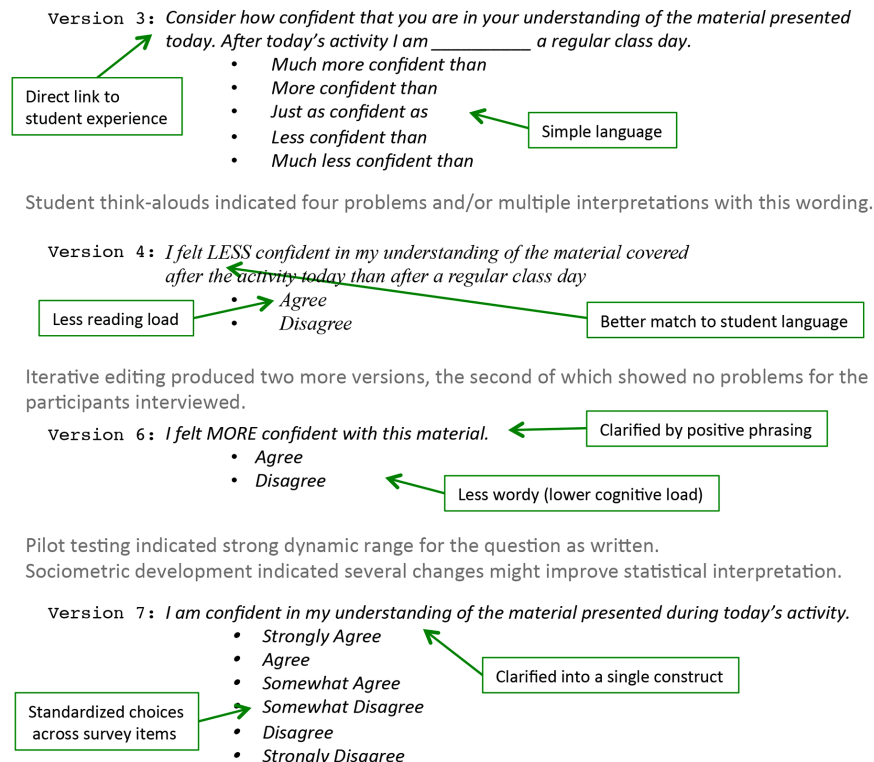 Version 3: Consider how confident that you are in your understanding of the material presented
today. After today's activity I am __________ a regular class day.
• Much more confident than
• More confident than
Direct link to
student experience
• Just as confident as
Simple language
• Less confident than
• Much less confident than
Student think-alouds indicated four problems and/or multiple interpretations with this wording.
Version 4: I felt LESS confident in my understanding of the material covered
after the activity today than after a regular class day
• Agree
Less reading load
• Disagree
Better match to student language
Iterative editing produced two more versions, the second of which showed no problems for the
participants interviewed.
Version 6: I felt MORE confident with this material.
Clarified by positive phrasing
• Agree
• Disagree
Less wordy (lower cognitive load)
Pilot testing indicated strong dynamic range for the question as written.
Sociometric development indicated several changes might improve statistical interpretation.
Version 7: I am confident in my understanding of the material presented during today's activity.
• Strongly Agree
• Agree
Clarified into a single construct
• Somewhat Agree
• Somewhat Disagree
Standardized choices
across survey items
• Disagree
• Strongly Disagree